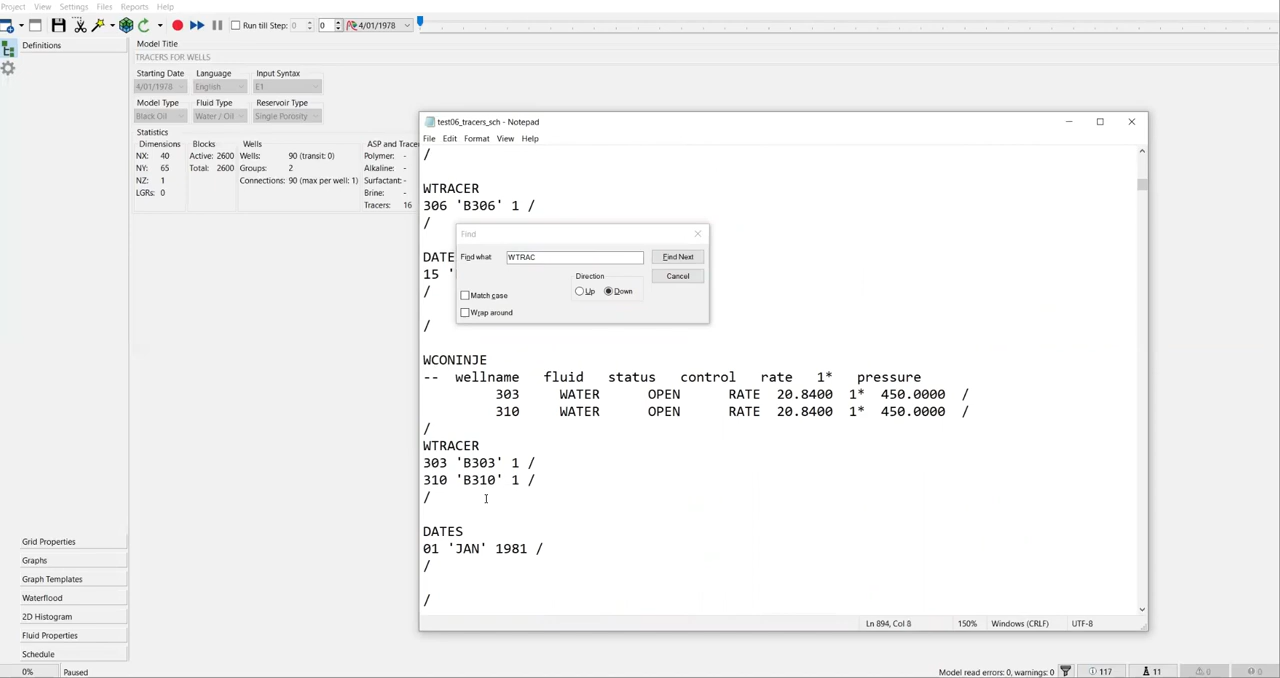 Project View Settings Files Reports Help
Run till Step: 0 0 4/01/1978
Definitions
Model Title
TRACERS FOR WELLS
Starting Date Language Input Syntax
4/01/1978 English E1
Model Type Fluid Type Reservoir Type
Black Oil Water / Oil Single Porosity
Statistics
Dimensions Blocks Wells ASP and Trace
NX: 40 Active: 2600 Wells: 90 (transit: 0) Polymer: -
NY: 65 Total: 2600 Groups: 2 Alkaline: -
NZ: 1 Connections: 90 (max per well: 1) Surfactant: -
LGRs: 0 Brine: -
Tracers: 16
test06_tracers_sch - Notepad
File Edit Format View Help
/
WTRACER
306 'B306' 1 /
/
DATE
15 '
/
/
Find
Find what WTRAC Find Next
Direction Cancel
Up Down
Match case
Wrap around
WCONINJE
-- wellname fluid status control rate 1* pressure
303 WATER OPEN RATE 20.8400 1* 450.0000 /
310 WATER OPEN RATE 20.8400 1* 450.0000 /
/
WTRACER
303 'B303' 1 /
310 'B310' 1 /
/
DATES
01 'JAN' 1981 /
/
/
Ln 894, Col 8 150% Windows (CRLF) UTF-8
Grid Properties
Graphs
Graph Templates
Waterflood
2D Histogram
Fluid Properties
Schedule
0% Paused
Model read errors: 0, warnings: 0 117 11 0 0